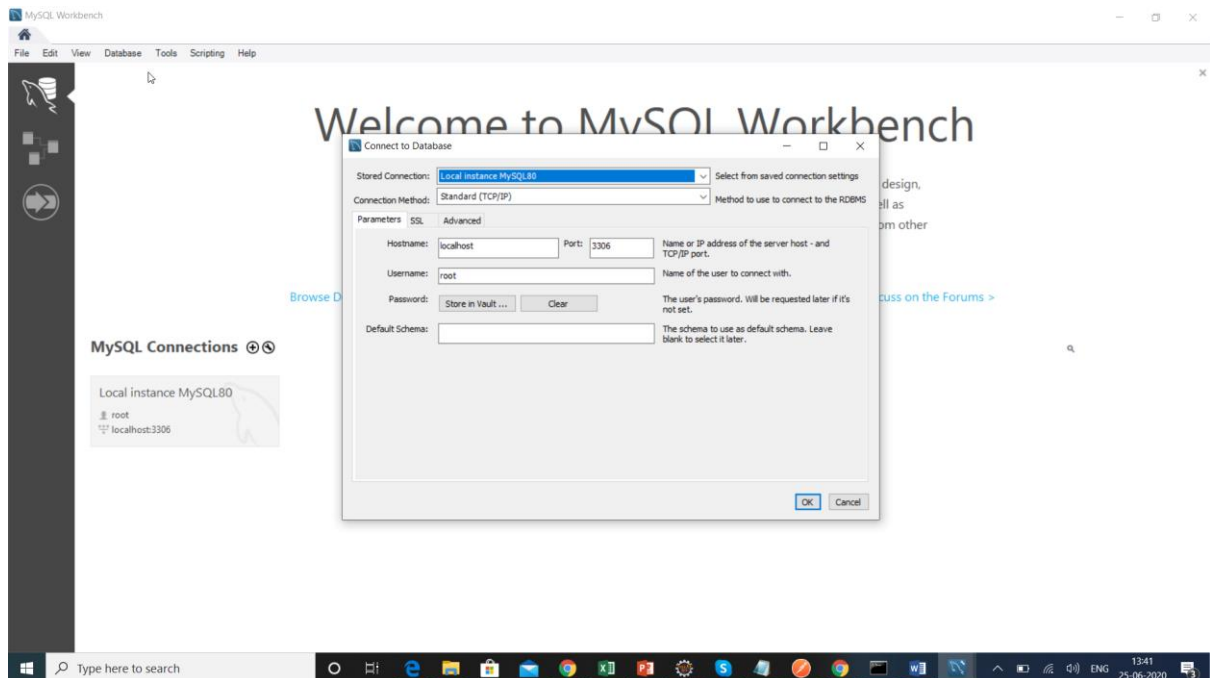 MySQL Workbench
File Edit View Database Tools Scripting Help
Welcome to MySQL Workbench
Connect to Database
Stored Connection: Local instance MySQL80 Select from saved connection settings
Connection Method: Standard (TCP/IP) Method to use to connect to the RDBMS
Parameters SSL Advanced
Hostname: localhost Port: 3306 Name or IP address of the server host - and
TCP/IP port.
Username: root Name of the user to connect with.
Password: Store in Vault ... Clear The user's password. Will be requested later if it's
not set.
Default Schema: The schema to use as default schema. Leave
blank to select it later.
OK Cancel
design,
ell as
om other
Browse D
cuss on the Forums >
MySQL Connections
Local instance MySQL80
root
localhost:3306
Type here to search
ENG
13:41
25-06-2020